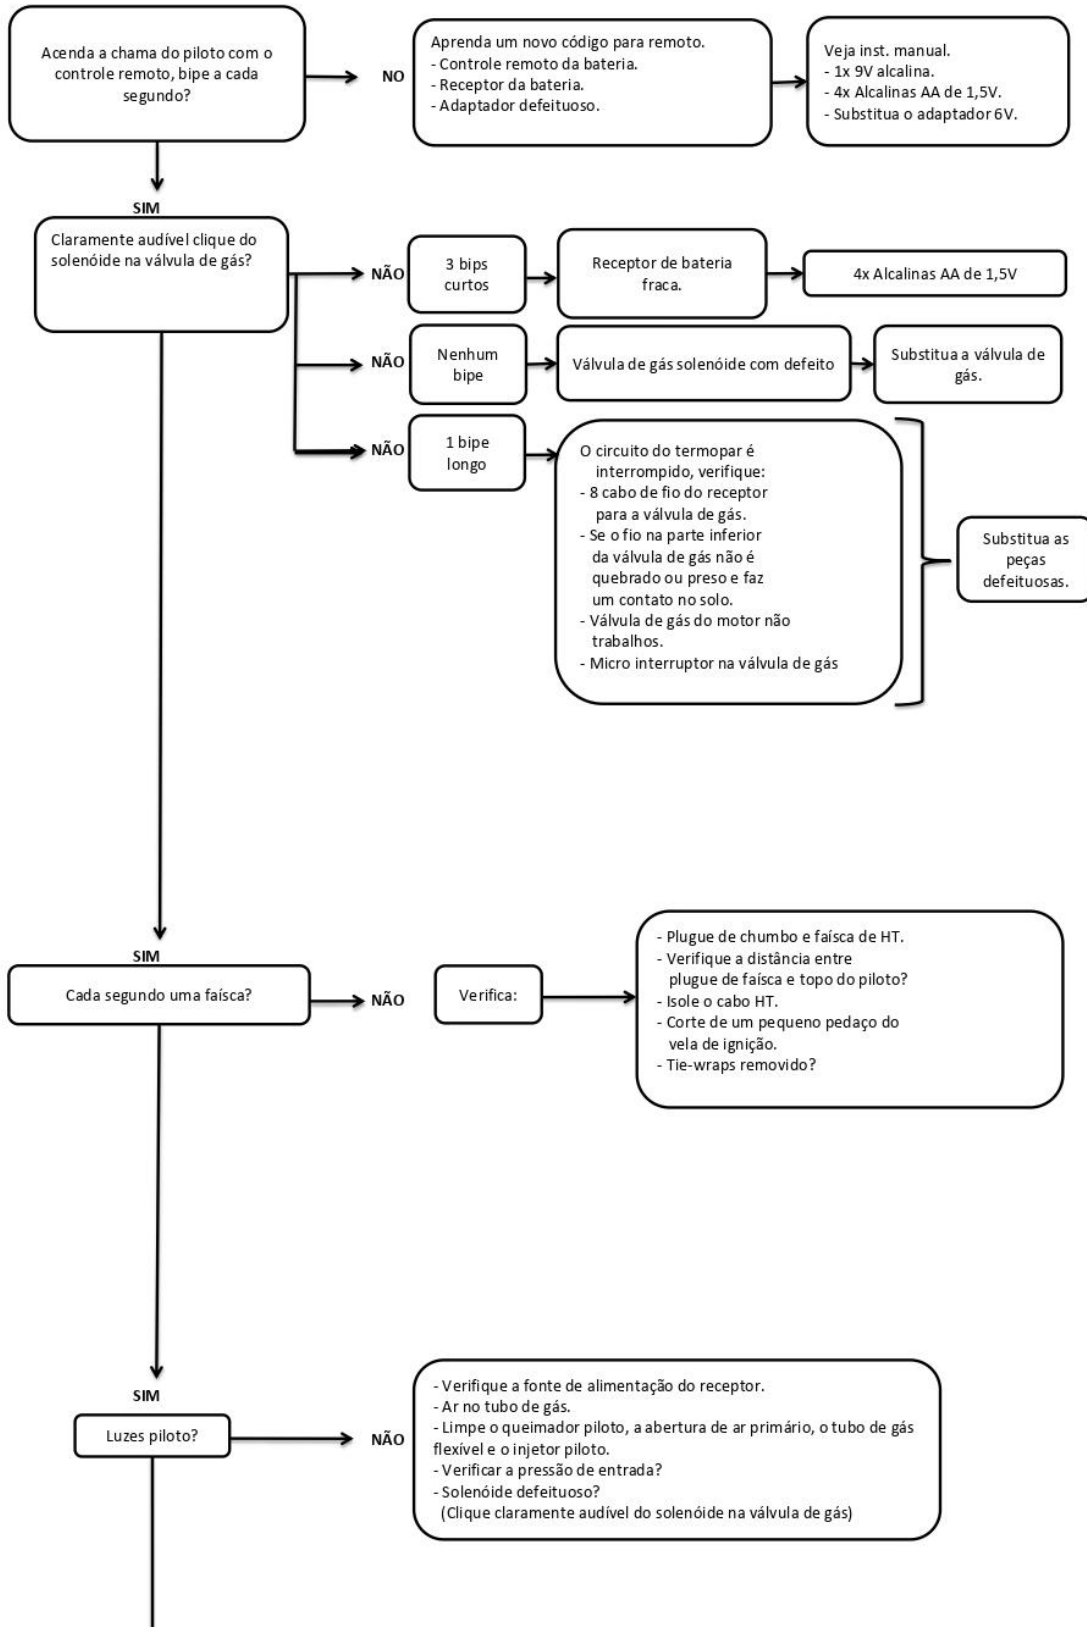 Acenda a chama do piloto com o
controle remoto, bipe a cada
segundo?
NO
Aprenda um novo código para remoto.
- Controle remoto da bateria.
- Receptor da bateria.
- Adaptador defeituoso.
Veja inst. manual.
- 1x 9V alcalina.
- 4x Alcalinas AA de 1,5V.
- Substitua o adaptador 6V.
SIM
Claramente audível clique do
solenóide na válvula de gás?
NÃO
3 bips
curtos
Receptor de bateria
fraca.
4x Alcalinas AA de 1,5V
NÃO
Nenhum
bipe
Válvula de gás solenóide com defeito
Substitua a válvula de
gás.
NÃO
1 bipe
longo
O circuito do termopar é
interrompido, verifique:
- 8 cabo de fio do receptor
para a válvula de gás.
- Se o fio na parte inferior
da válvula de gás não é
quebrado ou preso e faz
um contato no solo.
- Válvula de gás do motor não
trabalhos.
- Micro interruptor na válvula de gás
Substitua as
peças
defeituosas.
SIM
Cada segundo uma faísca?
NÃO
Verifica:
- Plugue de chumbo e faísca de HT.
- Verifique a distância entre
plugue de faísca e topo do piloto?
- Isole o cabo HT.
- Corte de um pequeno pedaço do
vela de ignição.
- Tie-wraps removido?
SIM
Luzes piloto?
NÃO
- Verifique a fonte de alimentação do receptor.
- Ar no tubo de gás.
- Limpe o queimador piloto, a abertura de ar primário, o tubo de gás
flexível e o injetor piloto.
- Verificar a pressão de entrada?
- Solenóide defeituoso?
(Clique claramente audível do solenóide na válvula de gás)